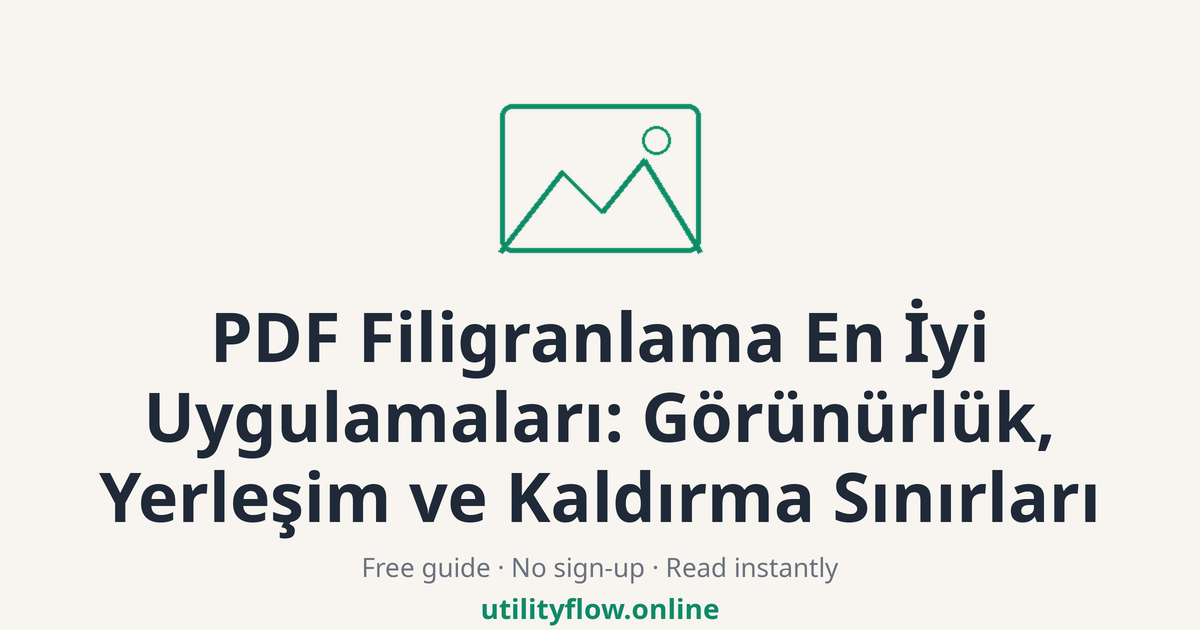 PDF Filigranlama En İyi
Uygulamaları: Görünürlük,
Yerleşim ve Kaldırma Sınırları
Free guide · No sign-up · Read instantly
utilityflow.online